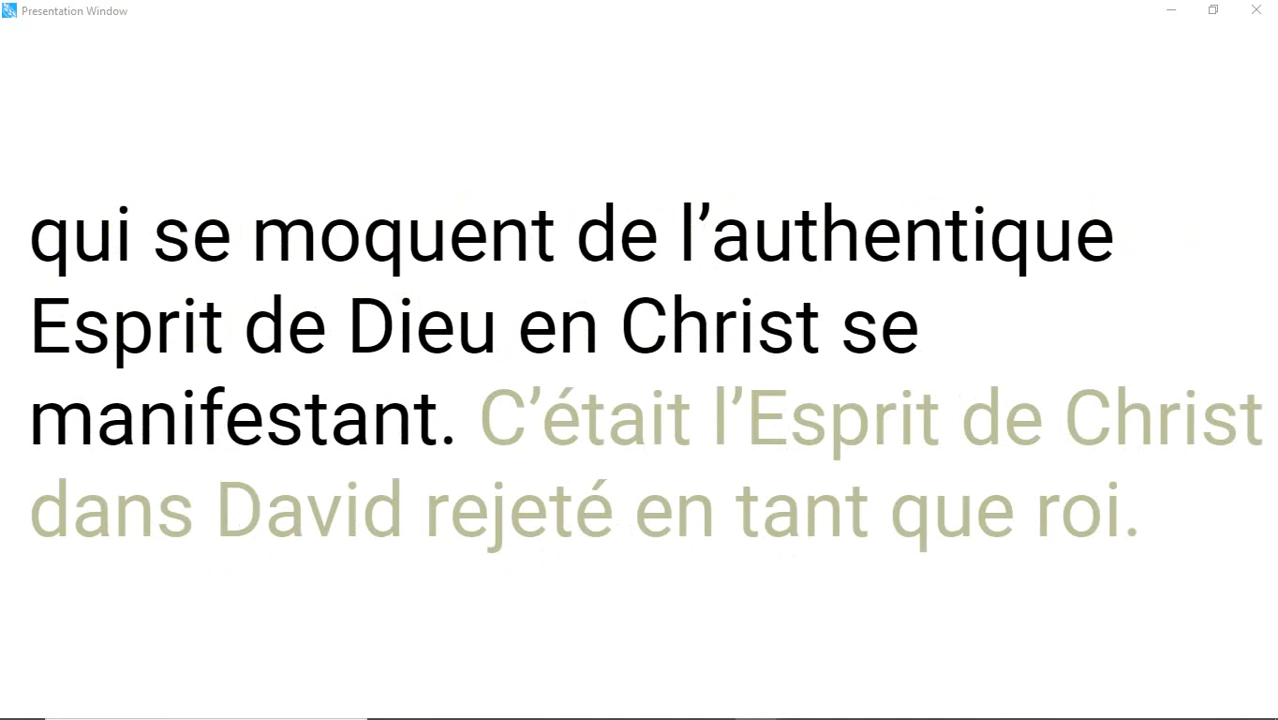 Presentation Window
qui se moquent de l’authentique
Esprit de Dieu en Christ se
manifestant. C’était l’Esprit de Christ
dans David rejeté en tant que roi.